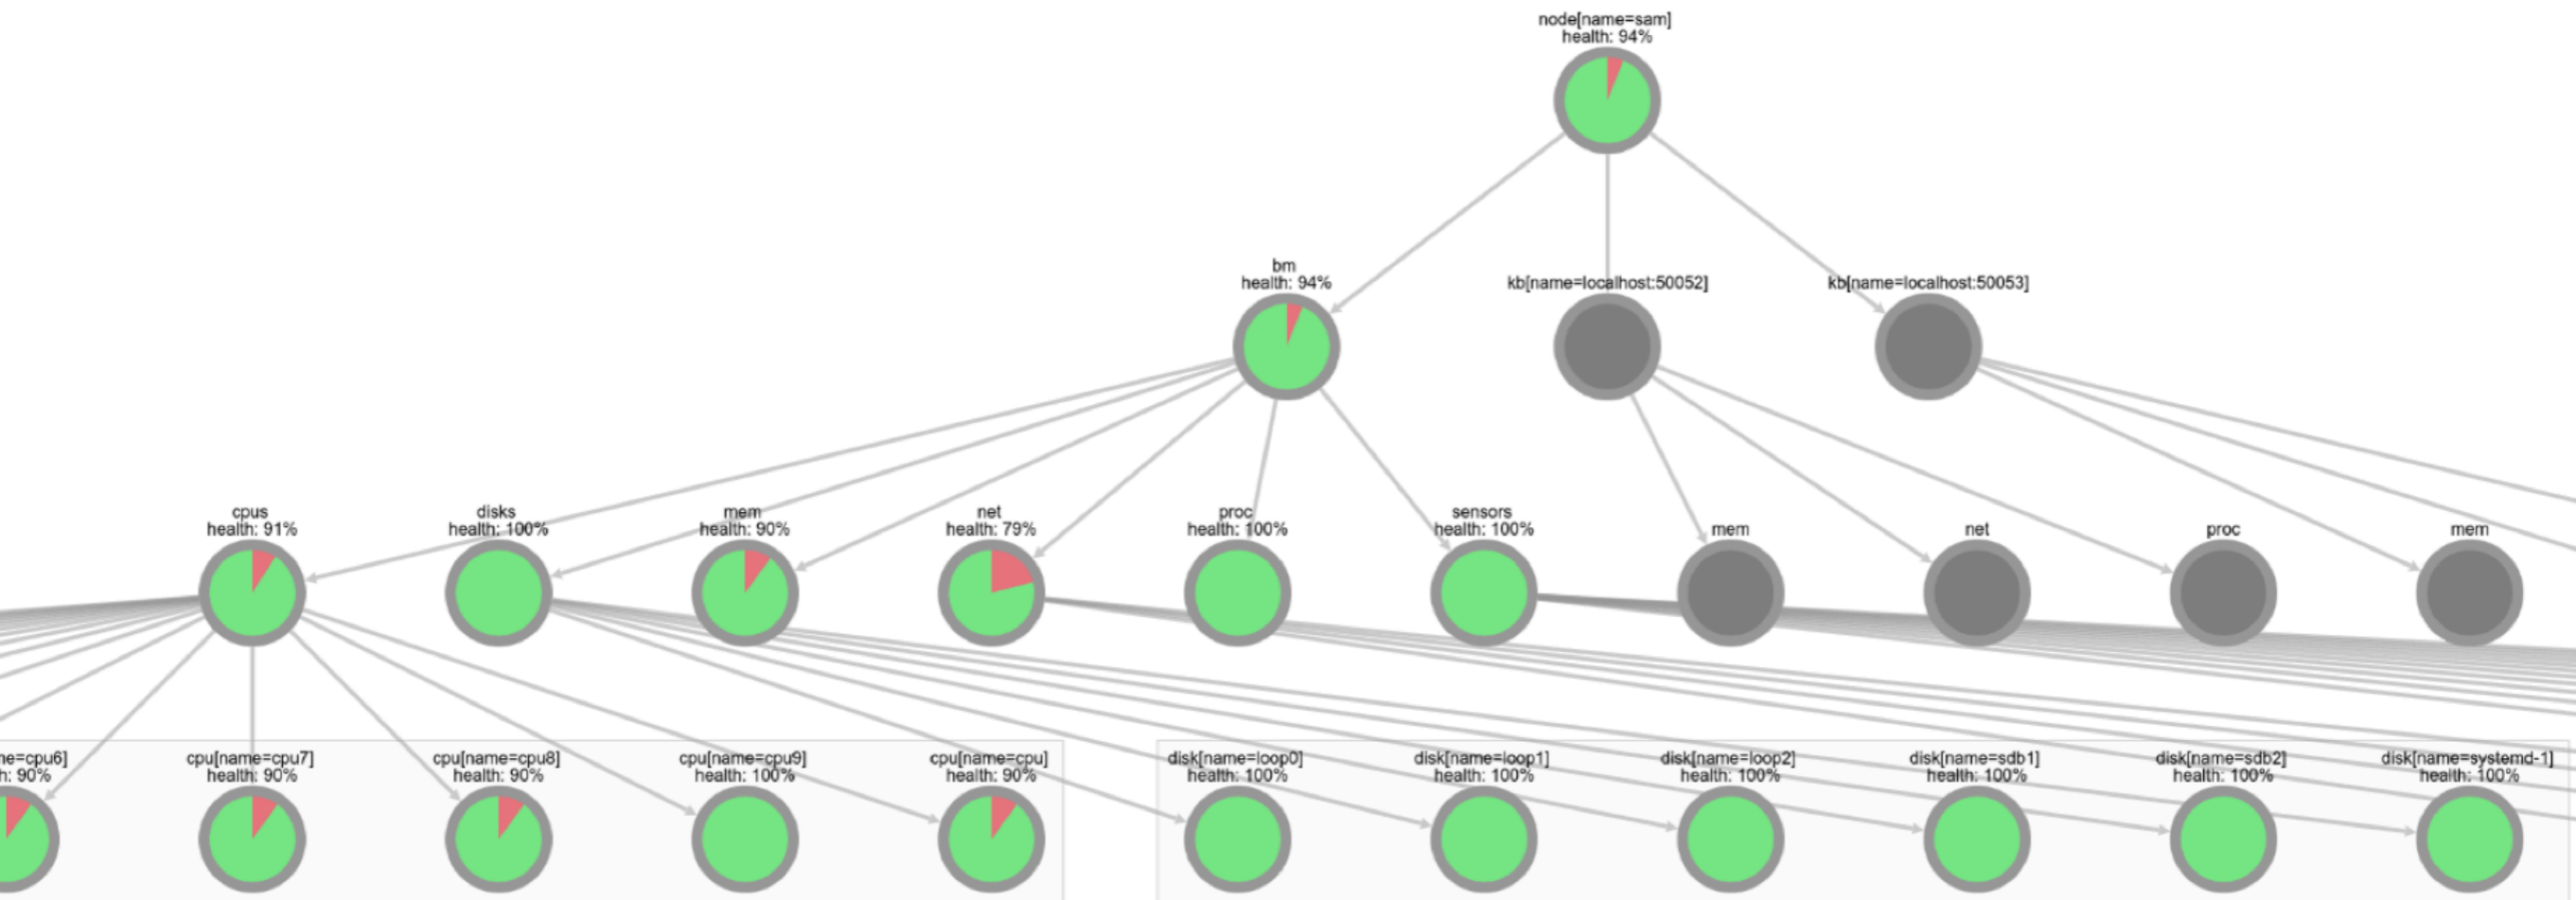 node[name=sam]
health: 94%
bm
health: 94%
kb[name=localhost:50052]
kb[name=localhost:50053]
cpus
health: 91%
disks
health: 100%
mem
health: 90%
net
health: 79%
proc
health: 100%
sensors
health: 100%
mem
net
proc
mem
me=cpu6]
h: 90%
cpu[name=cpu7]
health: 90%
cpu[name=cpu8]
health: 90%
cpu[name=cpu9]
health: 100%
cpu[name=cpu]
health: 90%
disk[name=loop0]
health: 100%
disk[name=loop1]
health: 100%
disk[name=loop2]
health: 100%
disk[name=sdb1]
health: 100%
disk[name=sdb2]
health: 100%
disk[name=systemd-1]
health: 100%